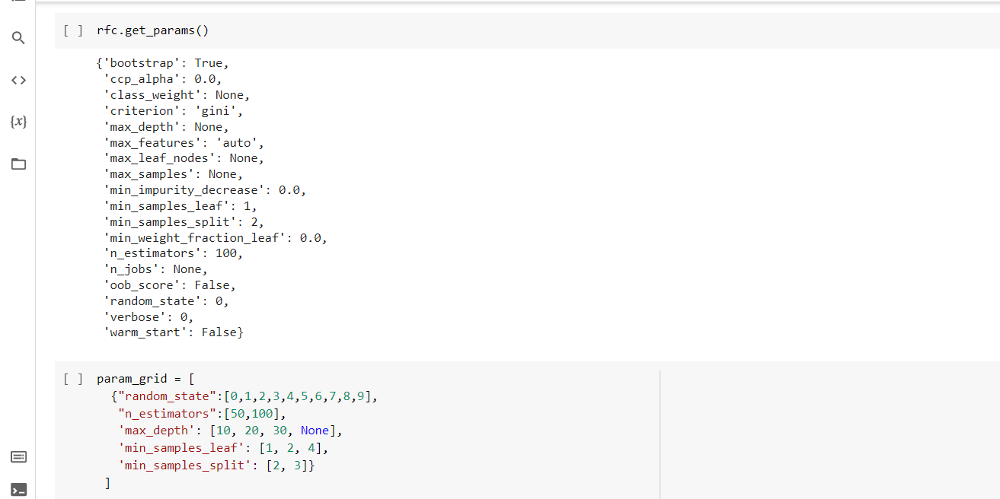 [ ] rfc.get_params()
{'bootstrap': True,
 'ccp_alpha': 0.0,
 'class_weight': None,
 'criterion': 'gini',
 'max_depth': None,
 'max_features': 'auto',
 'max_leaf_nodes': None,
 'max_samples': None,
 'min_impurity_decrease': 0.0,
 'min_samples_leaf': 1,
 'min_samples_split': 2,
 'min_weight_fraction_leaf': 0.0,
 'n_estimators': 100,
 'n_jobs': None,
 'oob_score': False,
 'random_state': 0,
 'verbose': 0,
 'warm_start': False}
[ ] param_grid = [
  {"random_state":[0,1,2,3,4,5,6,7,8,9],
   "n_estimators":[50,100],
   'max_depth': [10, 20, 30, None],
   'min_samples_leaf': [1, 2, 4],
   'min_samples_split': [2, 3]}
 ]